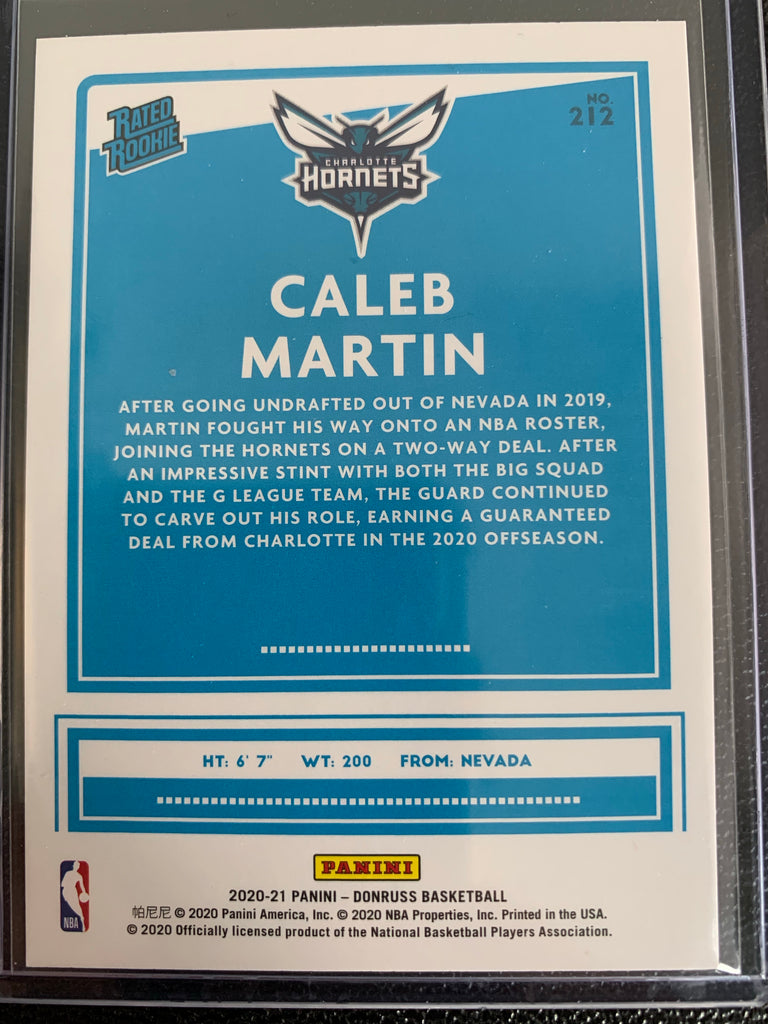 RATED
ROOKIE
NO.
212
CHARLOTTE
HORNETS
CALEB
MARTIN
AFTER GOING UNDRAFTED OUT OF NEVADA IN 2019,
MARTIN FOUGHT HIS WAY ONTO AN NBA ROSTER,
JOINING THE HORNETS ON A TWO-WAY DEAL. AFTER
AN IMPRESSIVE STINT WITH BOTH THE BIG SQUAD
AND THE G LEAGUE TEAM, THE GUARD CONTINUED
TO CARVE OUT HIS ROLE, EARNING A GUARANTEED
DEAL FROM CHARLOTTE IN THE 2020 OFFSEASON.
HT: 6' 7" WT: 200 FROM: NEVADA
PANINI
2020-21 PANINI – DONRUSS BASKETBALL
帕尼尼 © 2020 Panini America, Inc. © 2020 NBA Properties, Inc. Printed in the USA.
© 2020 Officially licensed product of the National Basketball Players Association.
NBA